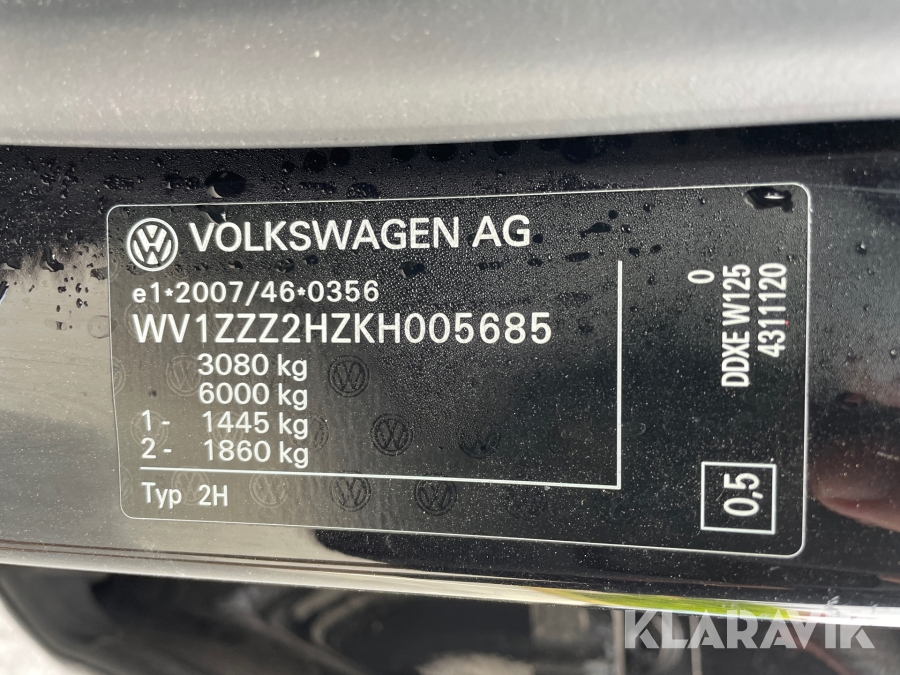 VOLKSWAGEN AG
e1*2007/46*0356
WV1ZZZ2HZKH005685
3080 kg
6000 kg
1- 1445 kg
2- 1860 kg
Typ 2H
0
DDXE W125
4311120
0,5
KLARAVIK